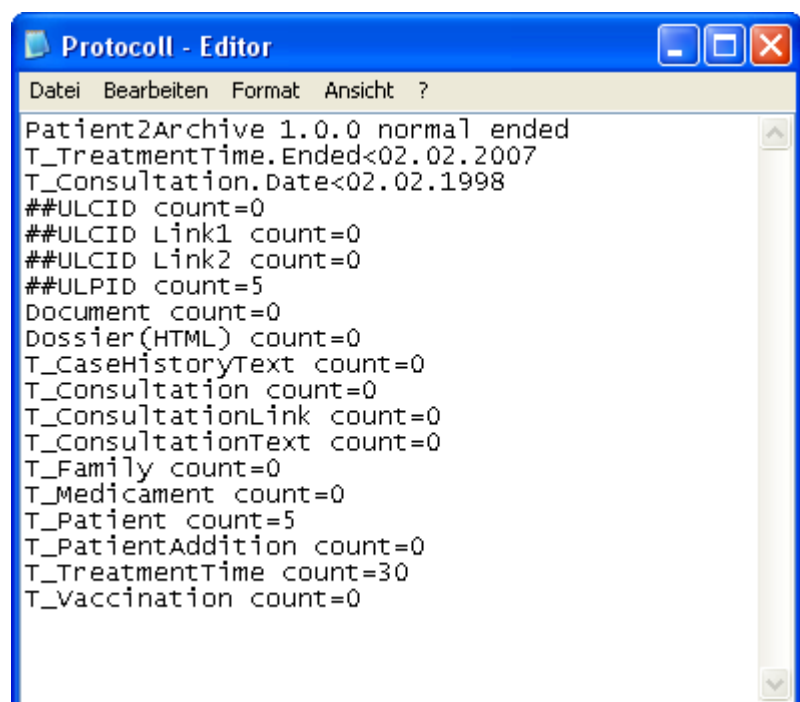 Protocoll - Editor
Datei Bearbeiten Format Ansicht ?
Patient2Archive 1.0.0 normal ended
T_TreatmentTime.Ended<02.02.2007
T_Consultation.Date<02.02.1998
##ULCID count=0
##ULCID Link1 count=0
##ULCID Link2 count=0
##ULPID count=5
Document count=0
Dossier(HTML) count=0
T_CaseHistoryText count=0
T_Consultation count=0
T_ConsultationLink count=0
T_ConsultationText count=0
T_Family count=0
T_Medicament count=0
T_Patient count=5
T_PatientAddition count=0
T_TreatmentTime count=30
T_Vaccination count=0